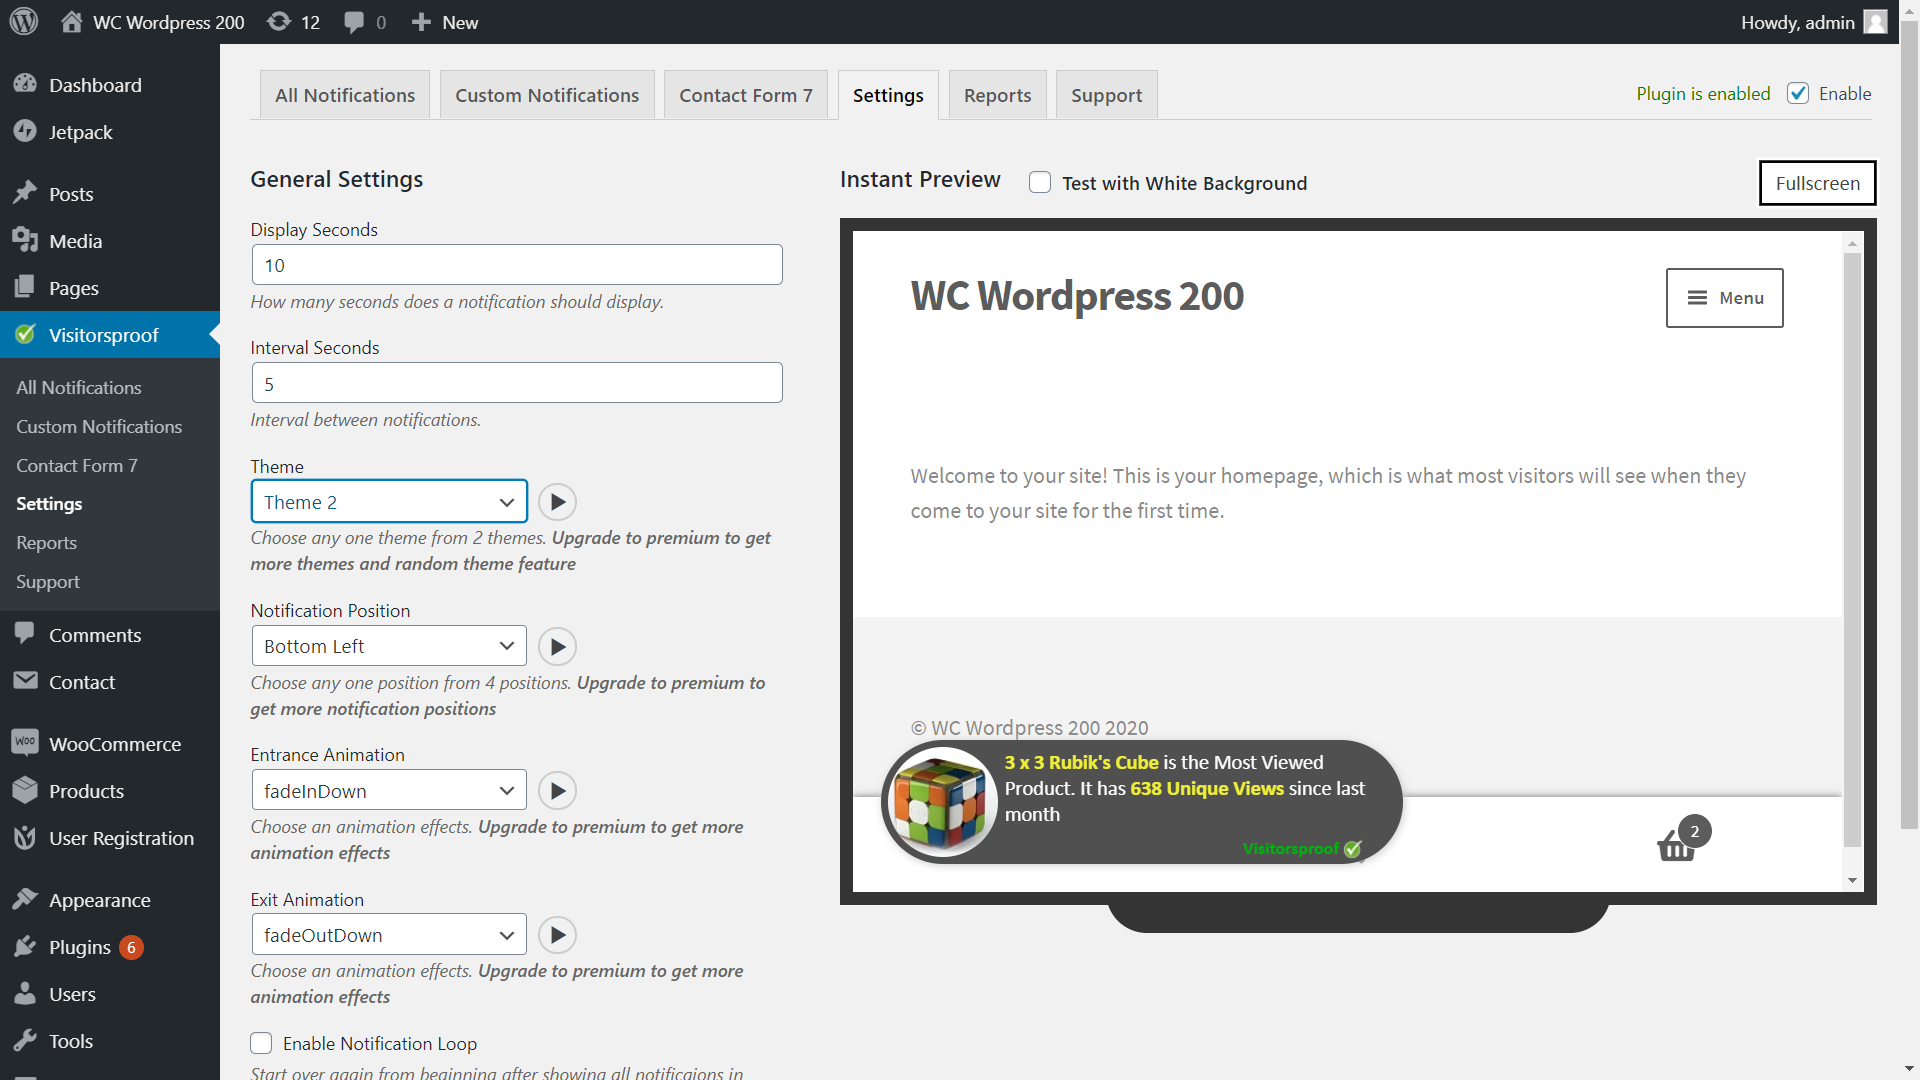 WC Wordpress 200
12
0
New
Howdy, admin
Dashboard
Jetpack
Posts
Media
Pages
Visitorsproof
All Notifications
Custom Notifications
Contact Form 7
Settings
Reports
Support
Comments
Contact
WOO
WooCommerce
Products
User Registration
Appearance
Plugins 6
Users
Tools
All Notifications
Custom Notifications
Contact Form 7
Settings
Reports
Support
Plugin is enabled
Enable
General Settings
Display Seconds
10
How many seconds does a notification should display.
Interval Seconds
5
Interval between notifications.
Theme
Theme 2
Choose any one theme from 2 themes. Upgrade to premium to get
more themes and random theme feature
Notification Position
Bottom Left
Choose any one position from 4 positions. Upgrade to premium to
get more notification positions
Entrance Animation
fadeInDown
Choose an animation effects. Upgrade to premium to get more
animation effects
Exit Animation
fadeOutDown
Choose an animation effects. Upgrade to premium to get more
animation effects
Enable Notification Loop
Start over again from beginning after showing all notificaions in
Instant Preview
Test with White Background
Fullscreen
WC Wordpress 200
Menu
Welcome to your site! This is your homepage, which is what most visitors will see when they
come to your site for the first time.
© WC Wordpress 200 2020
3 x 3 Rubik's Cube is the Most Viewed
Product. It has 638 Unique Views since last
month
Visitorsproof
2